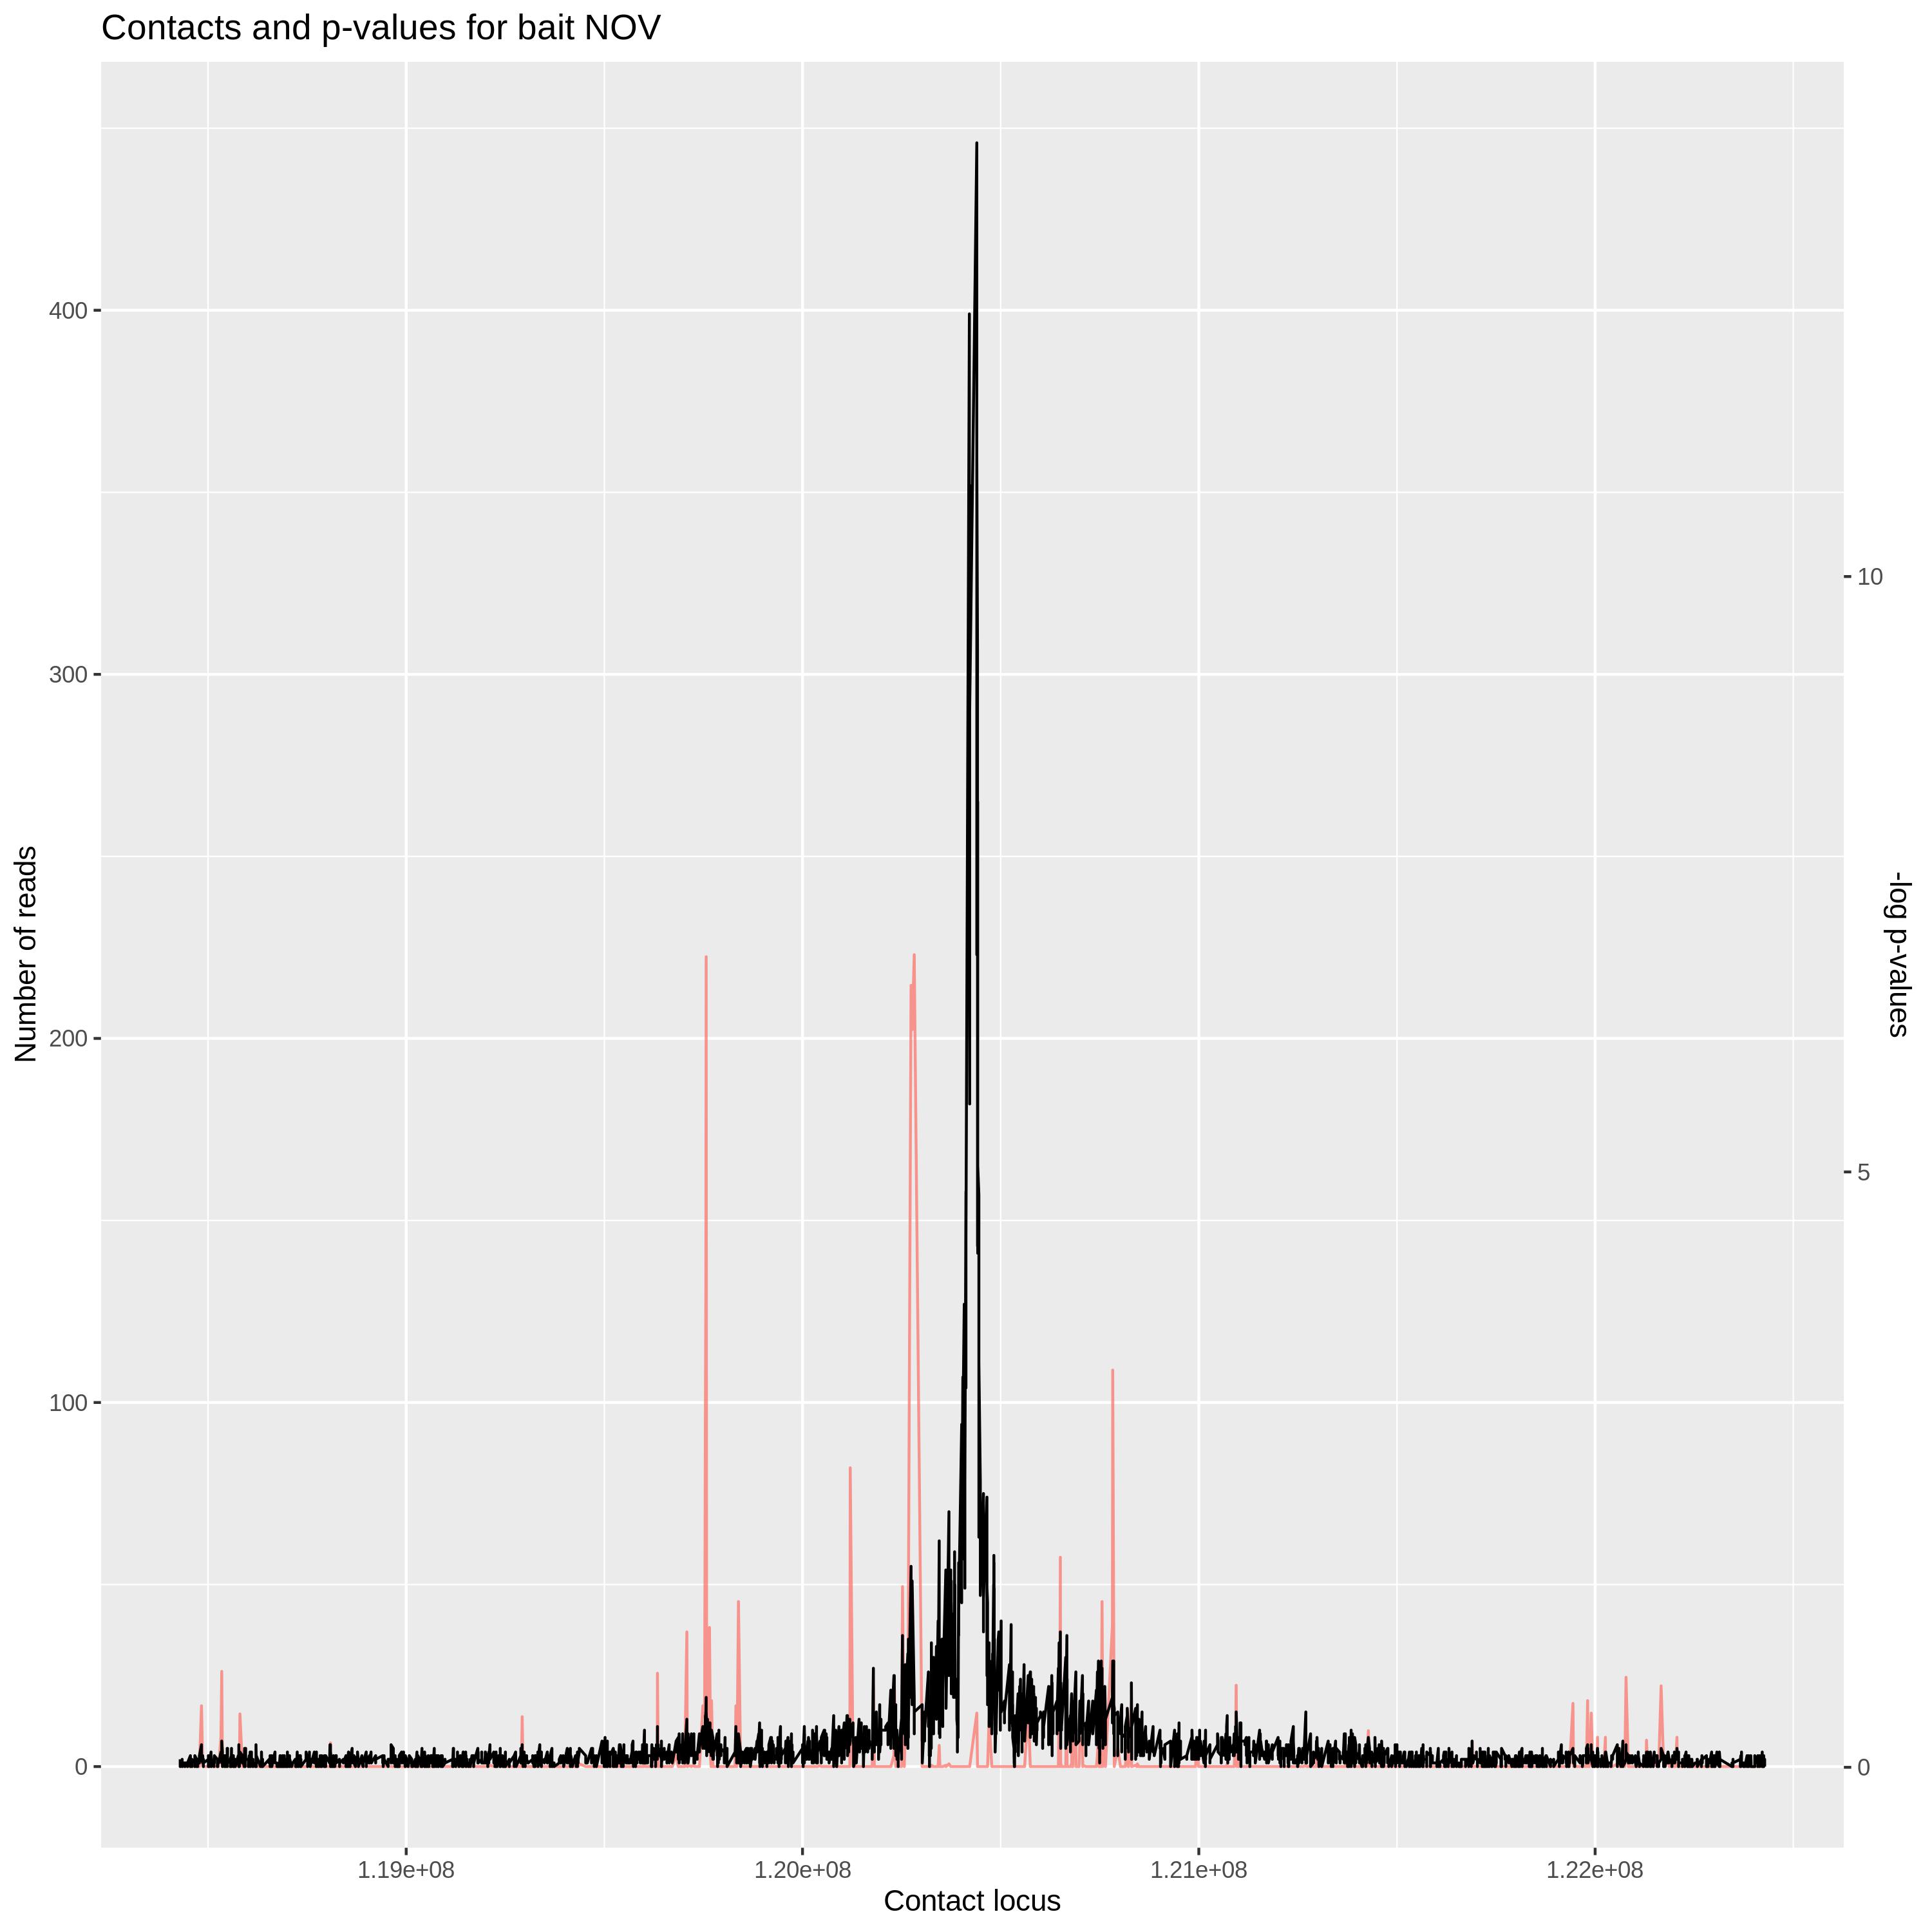 Contacts and p-values for bait NOV
400
300
200
100
0
Number of reads
10
5
0
-log p-values
1.19e+08
1.20e+08
1.21e+08
1.22e+08
Contact locus